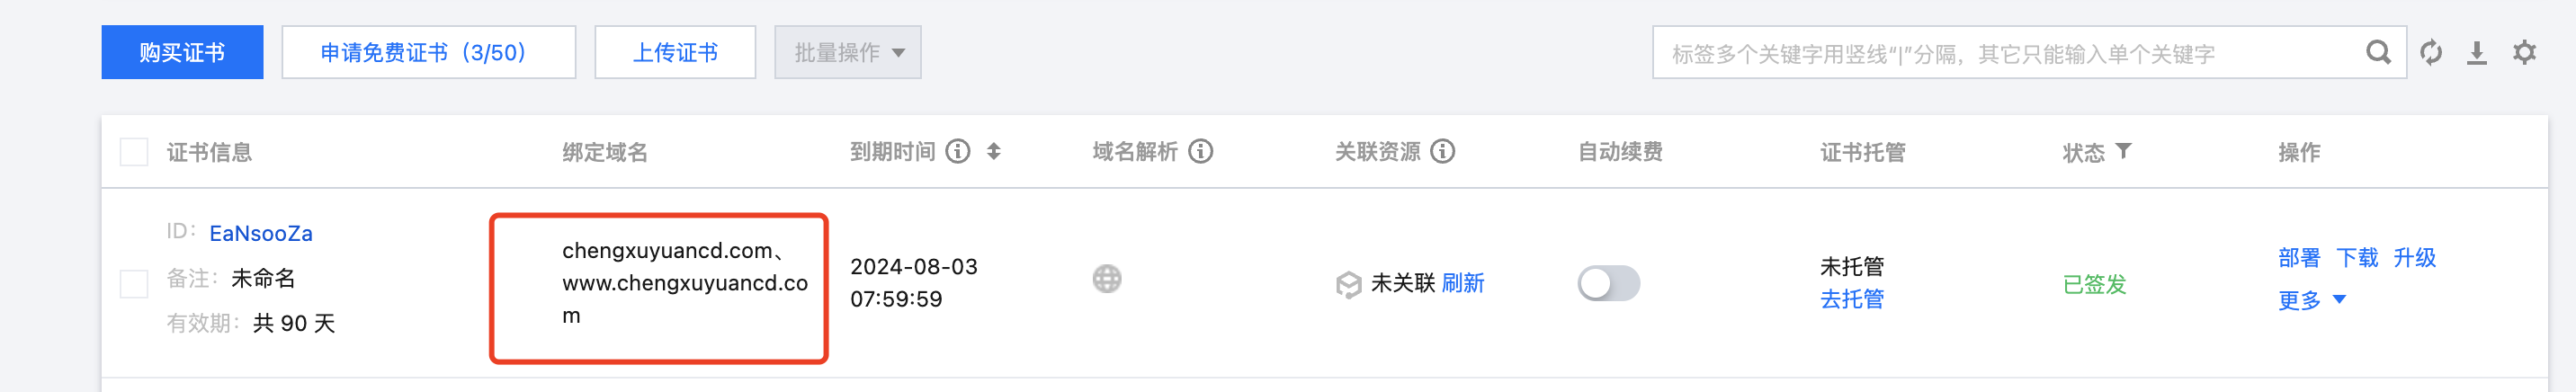 购买证书 申请免费证书（3/50） 上传证书 批量操作 标签多个关键字用竖线“|”分隔，其它只能输入单个关键字
证书信息 绑定域名 到期时间 域名解析 关联资源 自动续费 证书托管 状态 操作
ID： EaNsooZa
备注： 未命名
有效期： 共 90 天
chengxuyuancd.com、
www.chengxuyuancd.co
m
2024-08-03
07:59:59
未关联 刷新
未托管
去托管
已签发
部署 下载 升级
更多